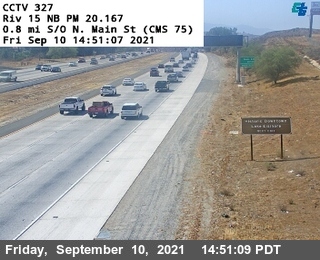 CCTV 327
Riv 15 NB PM 20.167
0.8 mi S/O N. Main St (CMS 75)
Fri Sep 10 14:51:07 2021
Friday, September 10, 2021 14:51:09 PDT